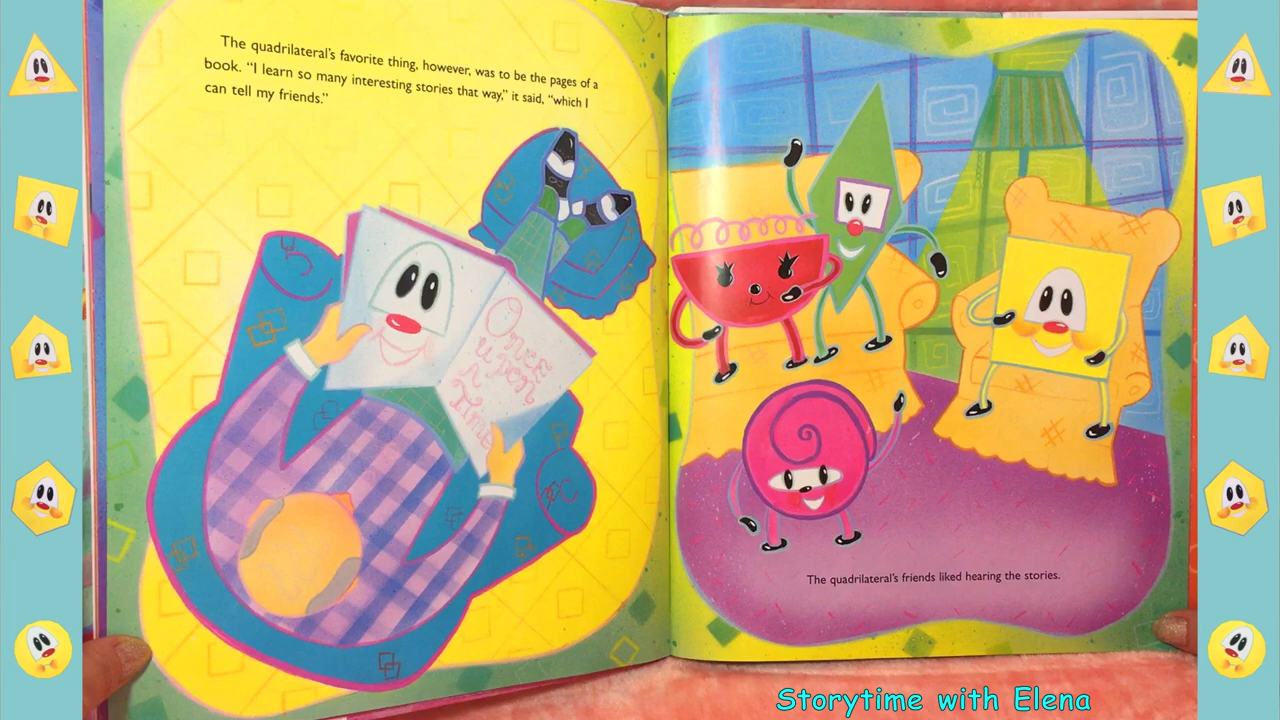 The quadrilateral's favorite thing, however, was to be the pages of a
book. "I learn so many interesting stories that way," it said, "which I
can tell my friends."
Once
upon
a
Time
The quadrilateral's friends liked hearing the stories.
Storytime with Elena